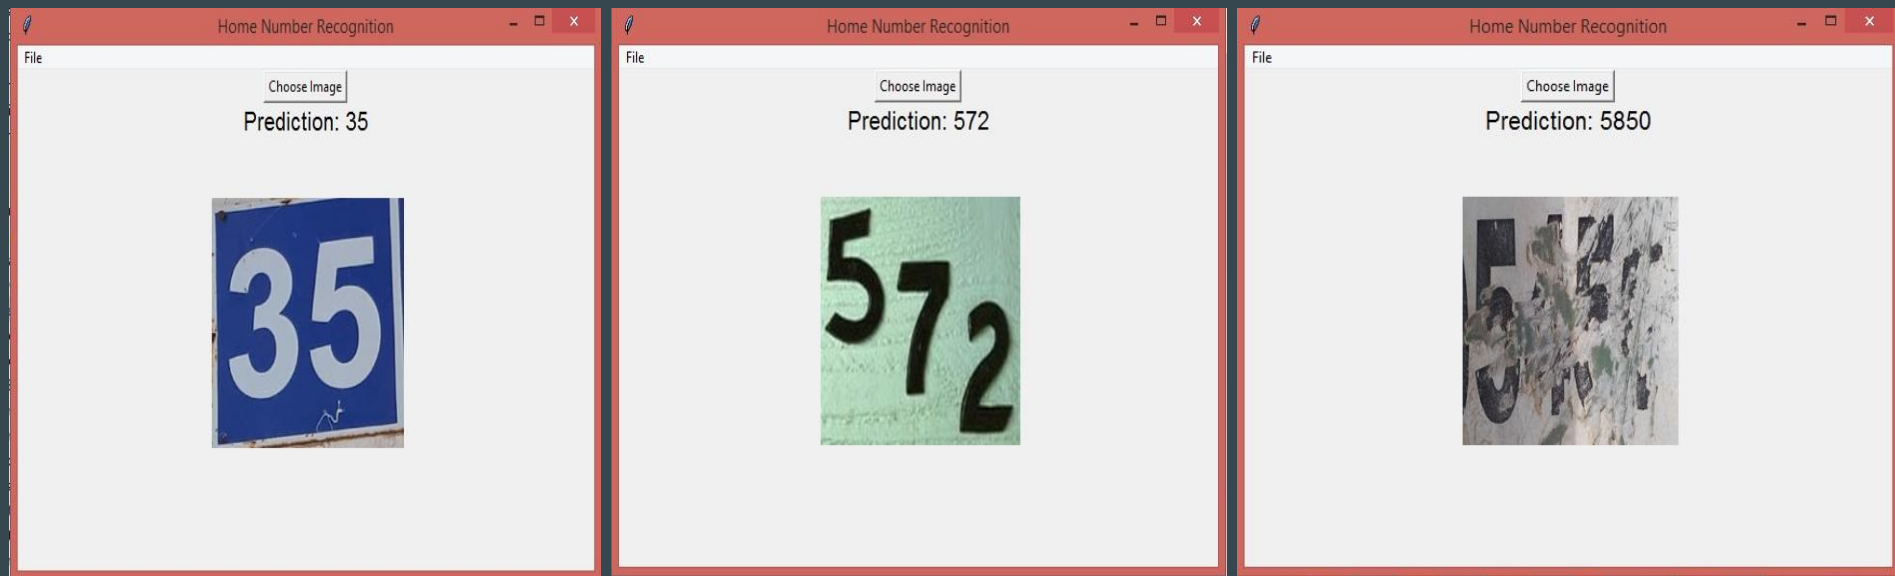 Home Number Recognition
File
Choose Image
Prediction: 35
35
Home Number Recognition
File
Choose Image
Prediction: 572
572
Home Number Recognition
File
Choose Image
Prediction: 5850